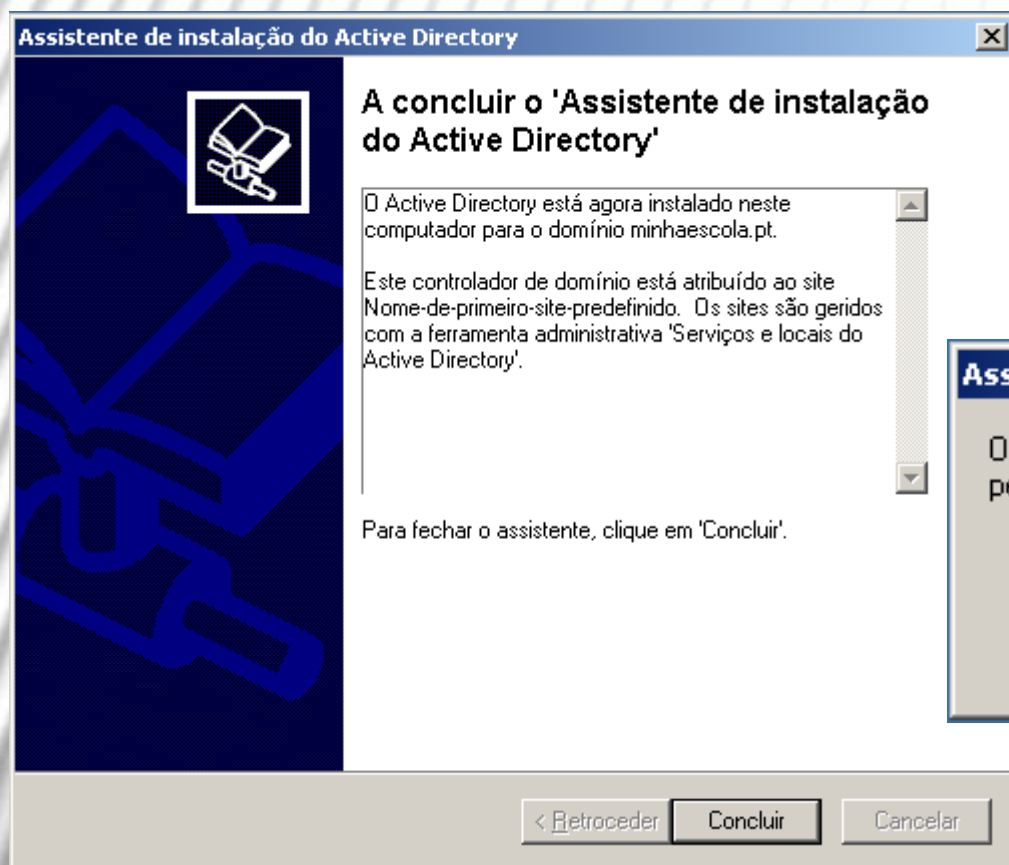 Assistente de instalação do Active Directory
A concluir o 'Assistente de instalação
do Active Directory'
O Active Directory está agora instalado neste
computador para o domínio minhaescola.pt.
Este controlador de domínio está atribuído ao site
Nome-de-primeiro-site-predefinido. Os sites são geridos
com a ferramenta administrativa 'Serviços e locais do
Active Directory'.
Para fechar o assistente, clique em 'Concluir'.
< Retroceder
Concluir
Cancelar
Ass
O